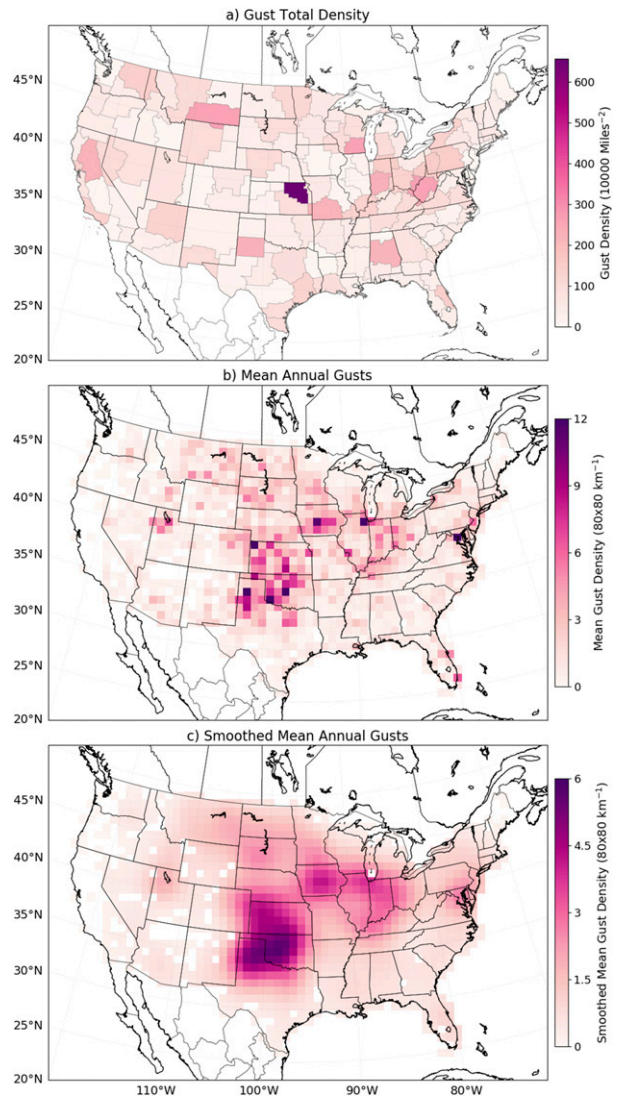 a) Gust Total Density
45°N
40°N
35°N
30°N
25°N
20°N
600
500
400
300
200
100
0
Gust Density (10000 Miles⁻²)
b) Mean Annual Gusts
45°N
40°N
35°N
30°N
25°N
20°N
12
9
6
3
0
Mean Gust Density (80x80 km⁻¹)
c) Smoothed Mean Annual Gusts
45°N
40°N
35°N
30°N
25°N
20°N
110°W 100°W 90°W 80°W
6
4.5
3
1.5
0
Smoothed Mean Gust Density (80x80 km⁻¹)